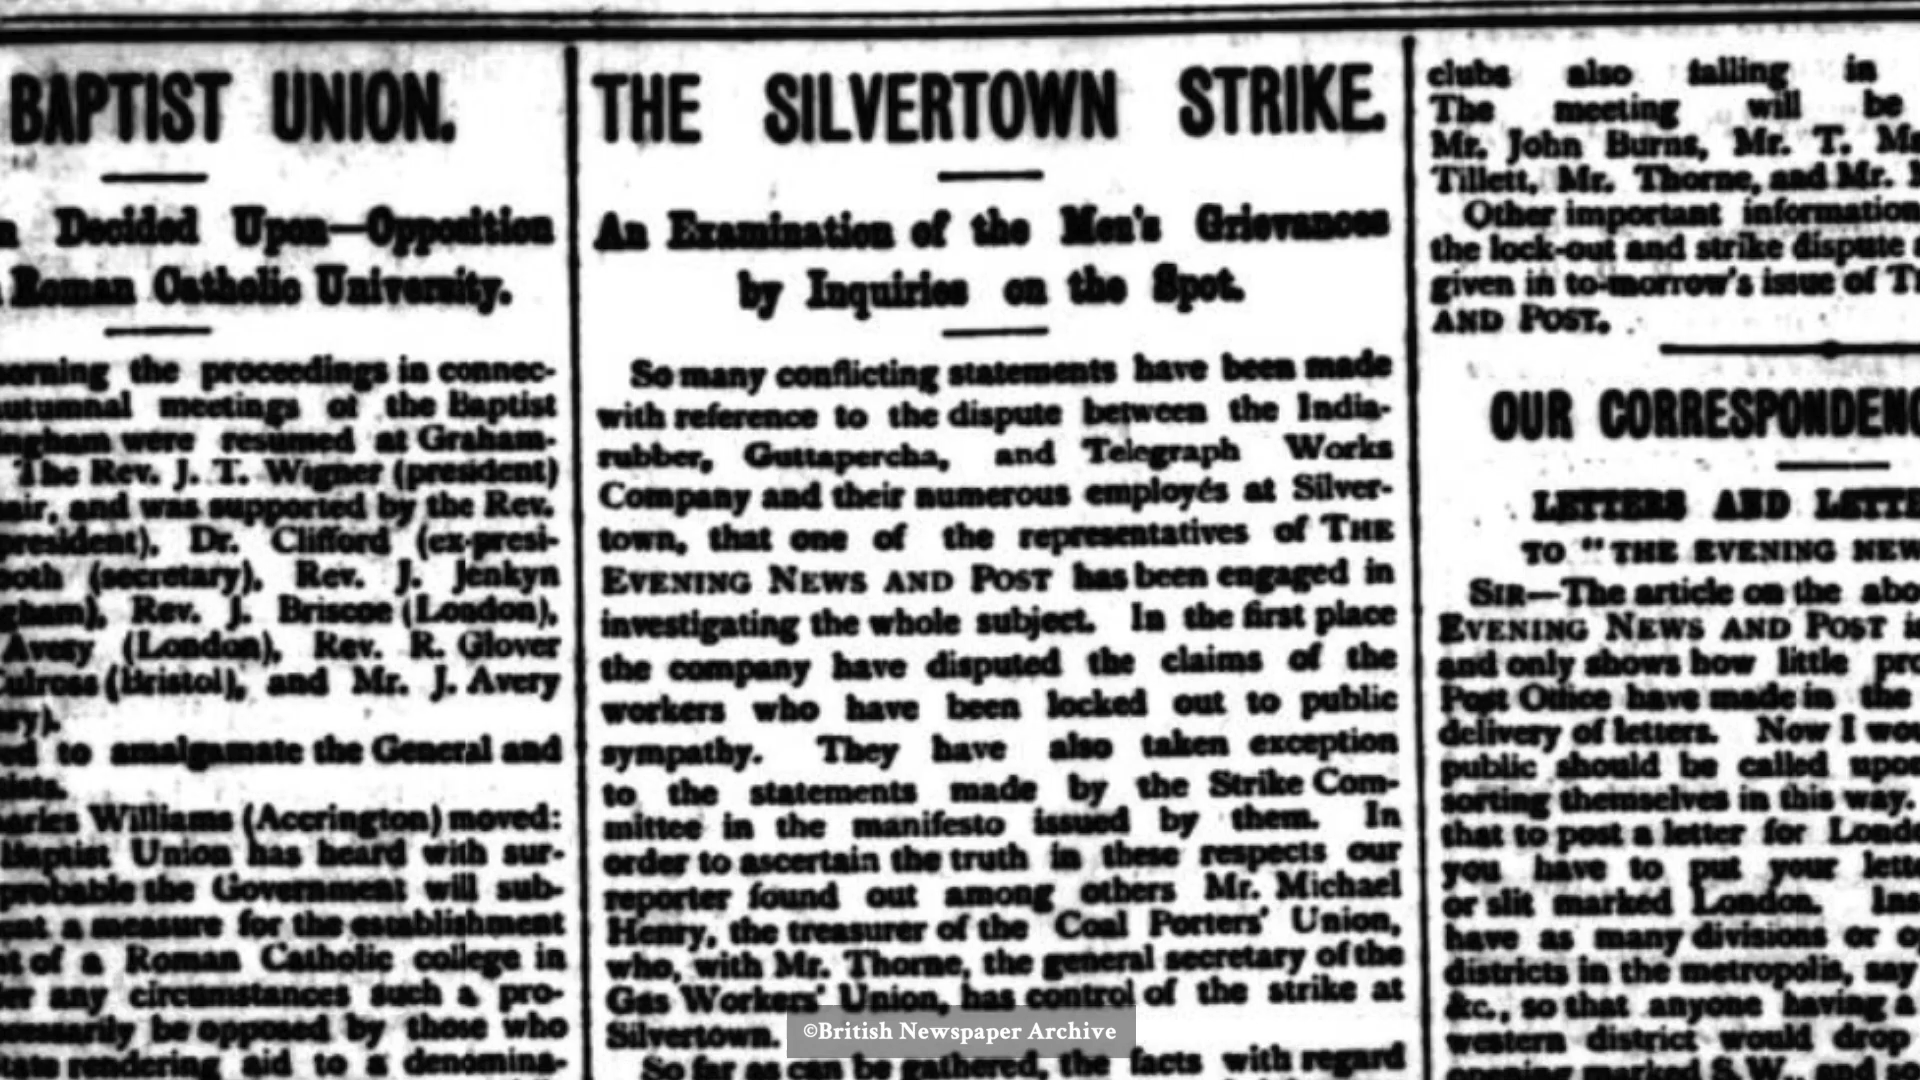 BAPTIST UNION.
Decided Upon—Opposition
Roman Catholic University.
the proceedings in connec-
meetings of the Baptist
were resumed at Graham-
The Rev. J. T. Wigner (president)
and was supported by the Rev.
Dr. Clifford (ex-presi-
(secretary), Rev. J. Jenkyn
Rev. J. Briscoe (London),
Avery (London), Rev. R. Glover
(Bristol), and Mr. J. Avery
to amalgamate the General and
Williams (Accrington) moved:
Baptist Union has heard with sur-
probable the Government will sub-
a measure for the establishment
of a Roman Catholic college in
any circumstances such a pro-
be opposed by those who
rendering aid to a denomina-
THE SILVERTOWN STRIKE.
An Examination of the Men's Grievances
by Inquiries on the Spot.
So many conflicting statements have been made
with reference to the dispute between the India-
rubber, Guttapercha, and Telegraph Works
Company and their numerous employés at Silver-
town, that one of the representatives of THE
EVENING NEWS AND POST has been engaged in
investigating the whole subject. In the first place
the company have disputed the claims of the
workers who have been locked out to public
sympathy. They have also taken exception
to the statements made by the Strike Com-
mittee in the manifesto issued by them. In
order to ascertain the truth in these respects our
reporter found out among others Mr. Michael
Henry, the treasurer of the Coal Porters' Union,
who, with Mr. Thorne, the general secretary of the
Gas Workers' Union, has control of the strike at
Silvertown.
So far as can be gathered, the facts with regard
clubs also falling in
The meeting will be
Mr. John Burns, Mr. T.
Tillett, Mr. Thorne, and Mr.
Other important information
the lock-out and strike dispute
given in to-morrow's issue of
AND POST.
OUR CORRESPONDENC
LETTERS AND LETTE
TO "THE EVENING NEW
SIR—The article on the abo
EVENING NEWS AND POST
and only shows how little
Post Office have made in the
delivery of letters. Now I
public should be called upo
sorting themselves in this way.
that to post a letter for Londo
you have to put your lette
or slit marked London.
have as many divisions or
districts in the metropolis, say
&c., so that anyone having a
western district would drop
opening marked S.W., and so
©British Newspaper Archive